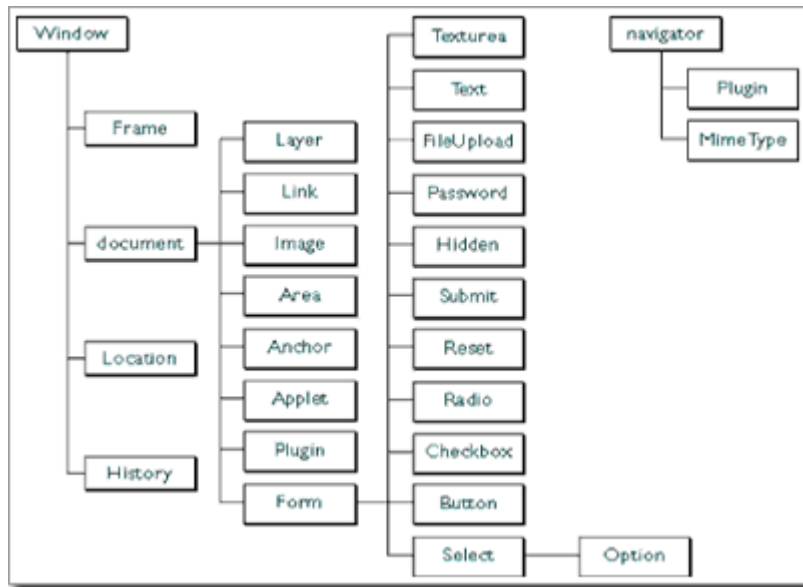 Window
Frame
document
Location
History
Layer
Link
Image
Area
Anchor
Applet
Plugin
Form
Texturea
Text
FileUpload
Password
Hidden
Submit
Reset
Radio
Checkbox
Button
Select
Option
navigator
Plugin
MimeType